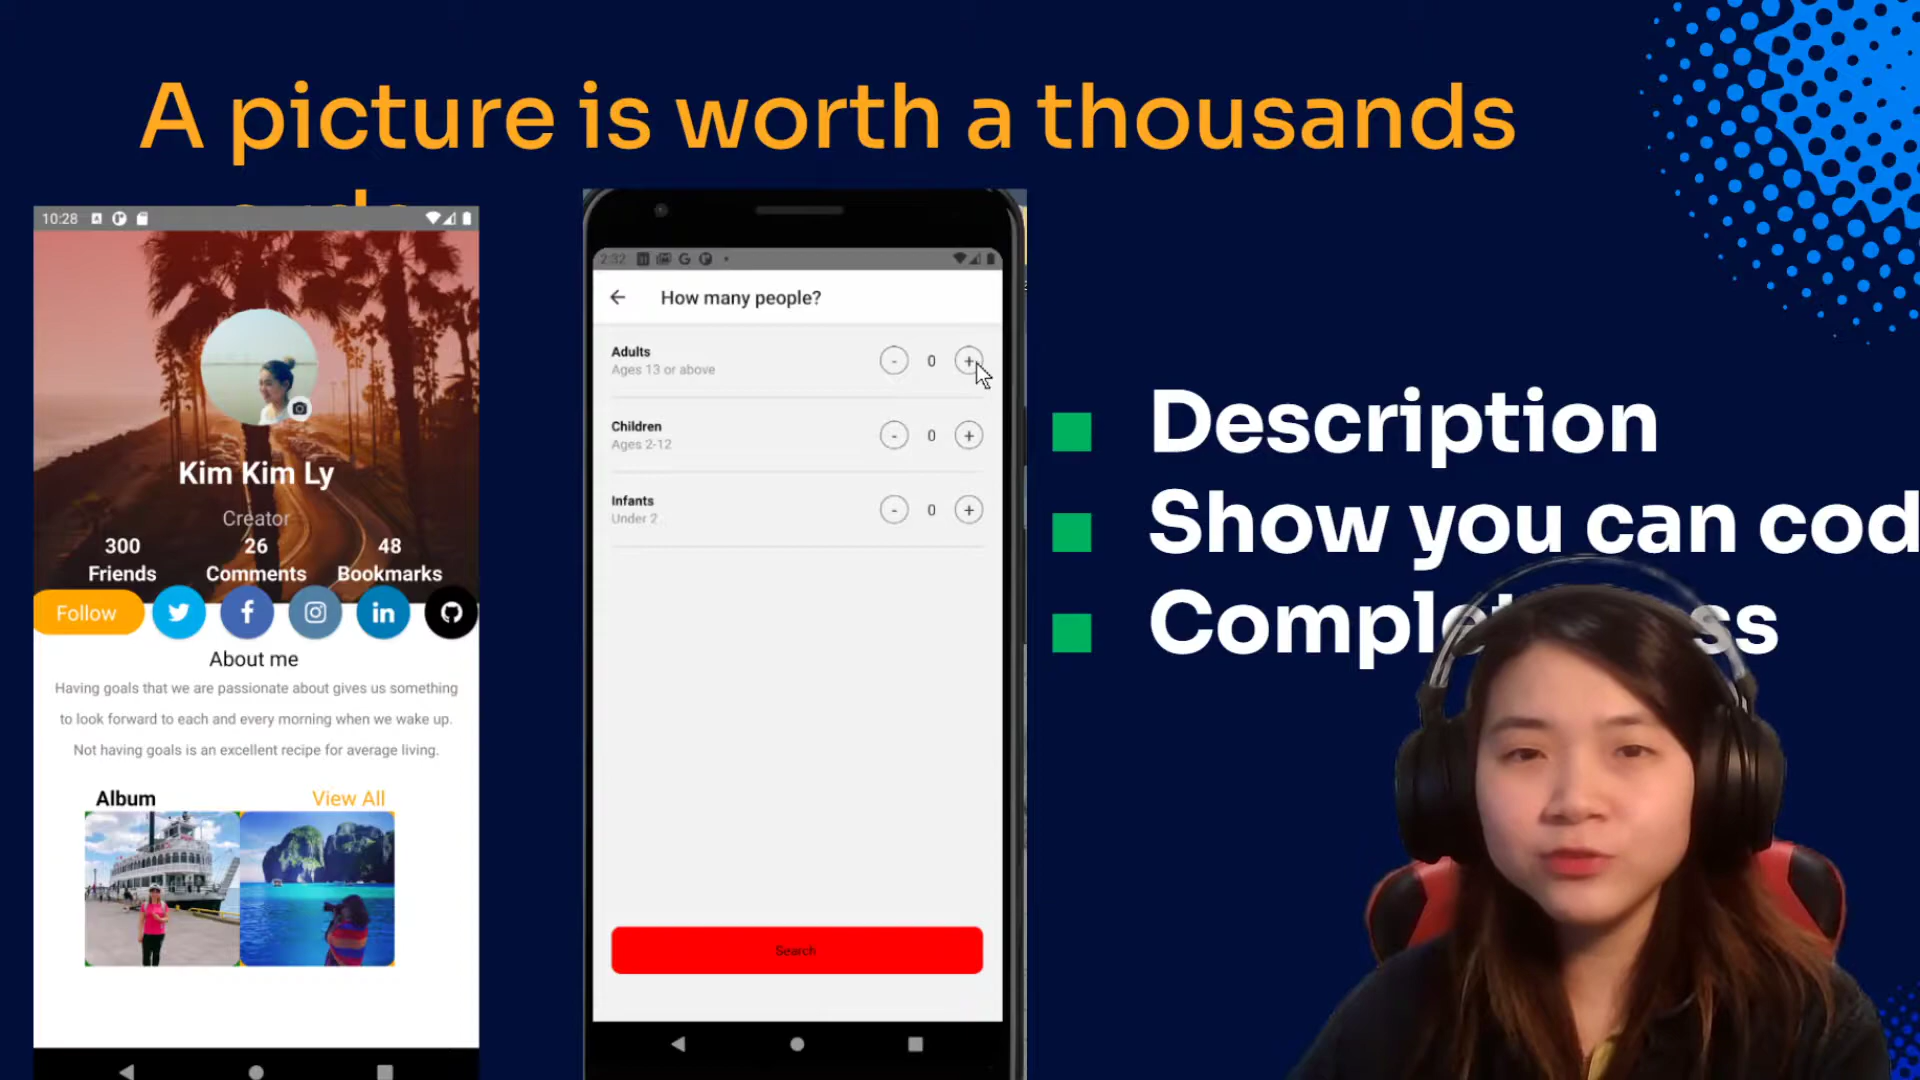 A picture is worth a thousands
10:28
Kim Kim Ly
Creator
300
26
48
Friends
Comments
Bookmarks
Follow
About me
Having goals that we are passionate about gives us something
to look forward to each and every morning when we wake up.
Not having goals is an excellent recipe for average living.
Album
View All
2:32
How many people?
Adults
Ages 13 or above
- 0 +
Children
Ages 2-12
- 0 +
Infants
Under 2
- 0 +
Search
Description
Show you can cod